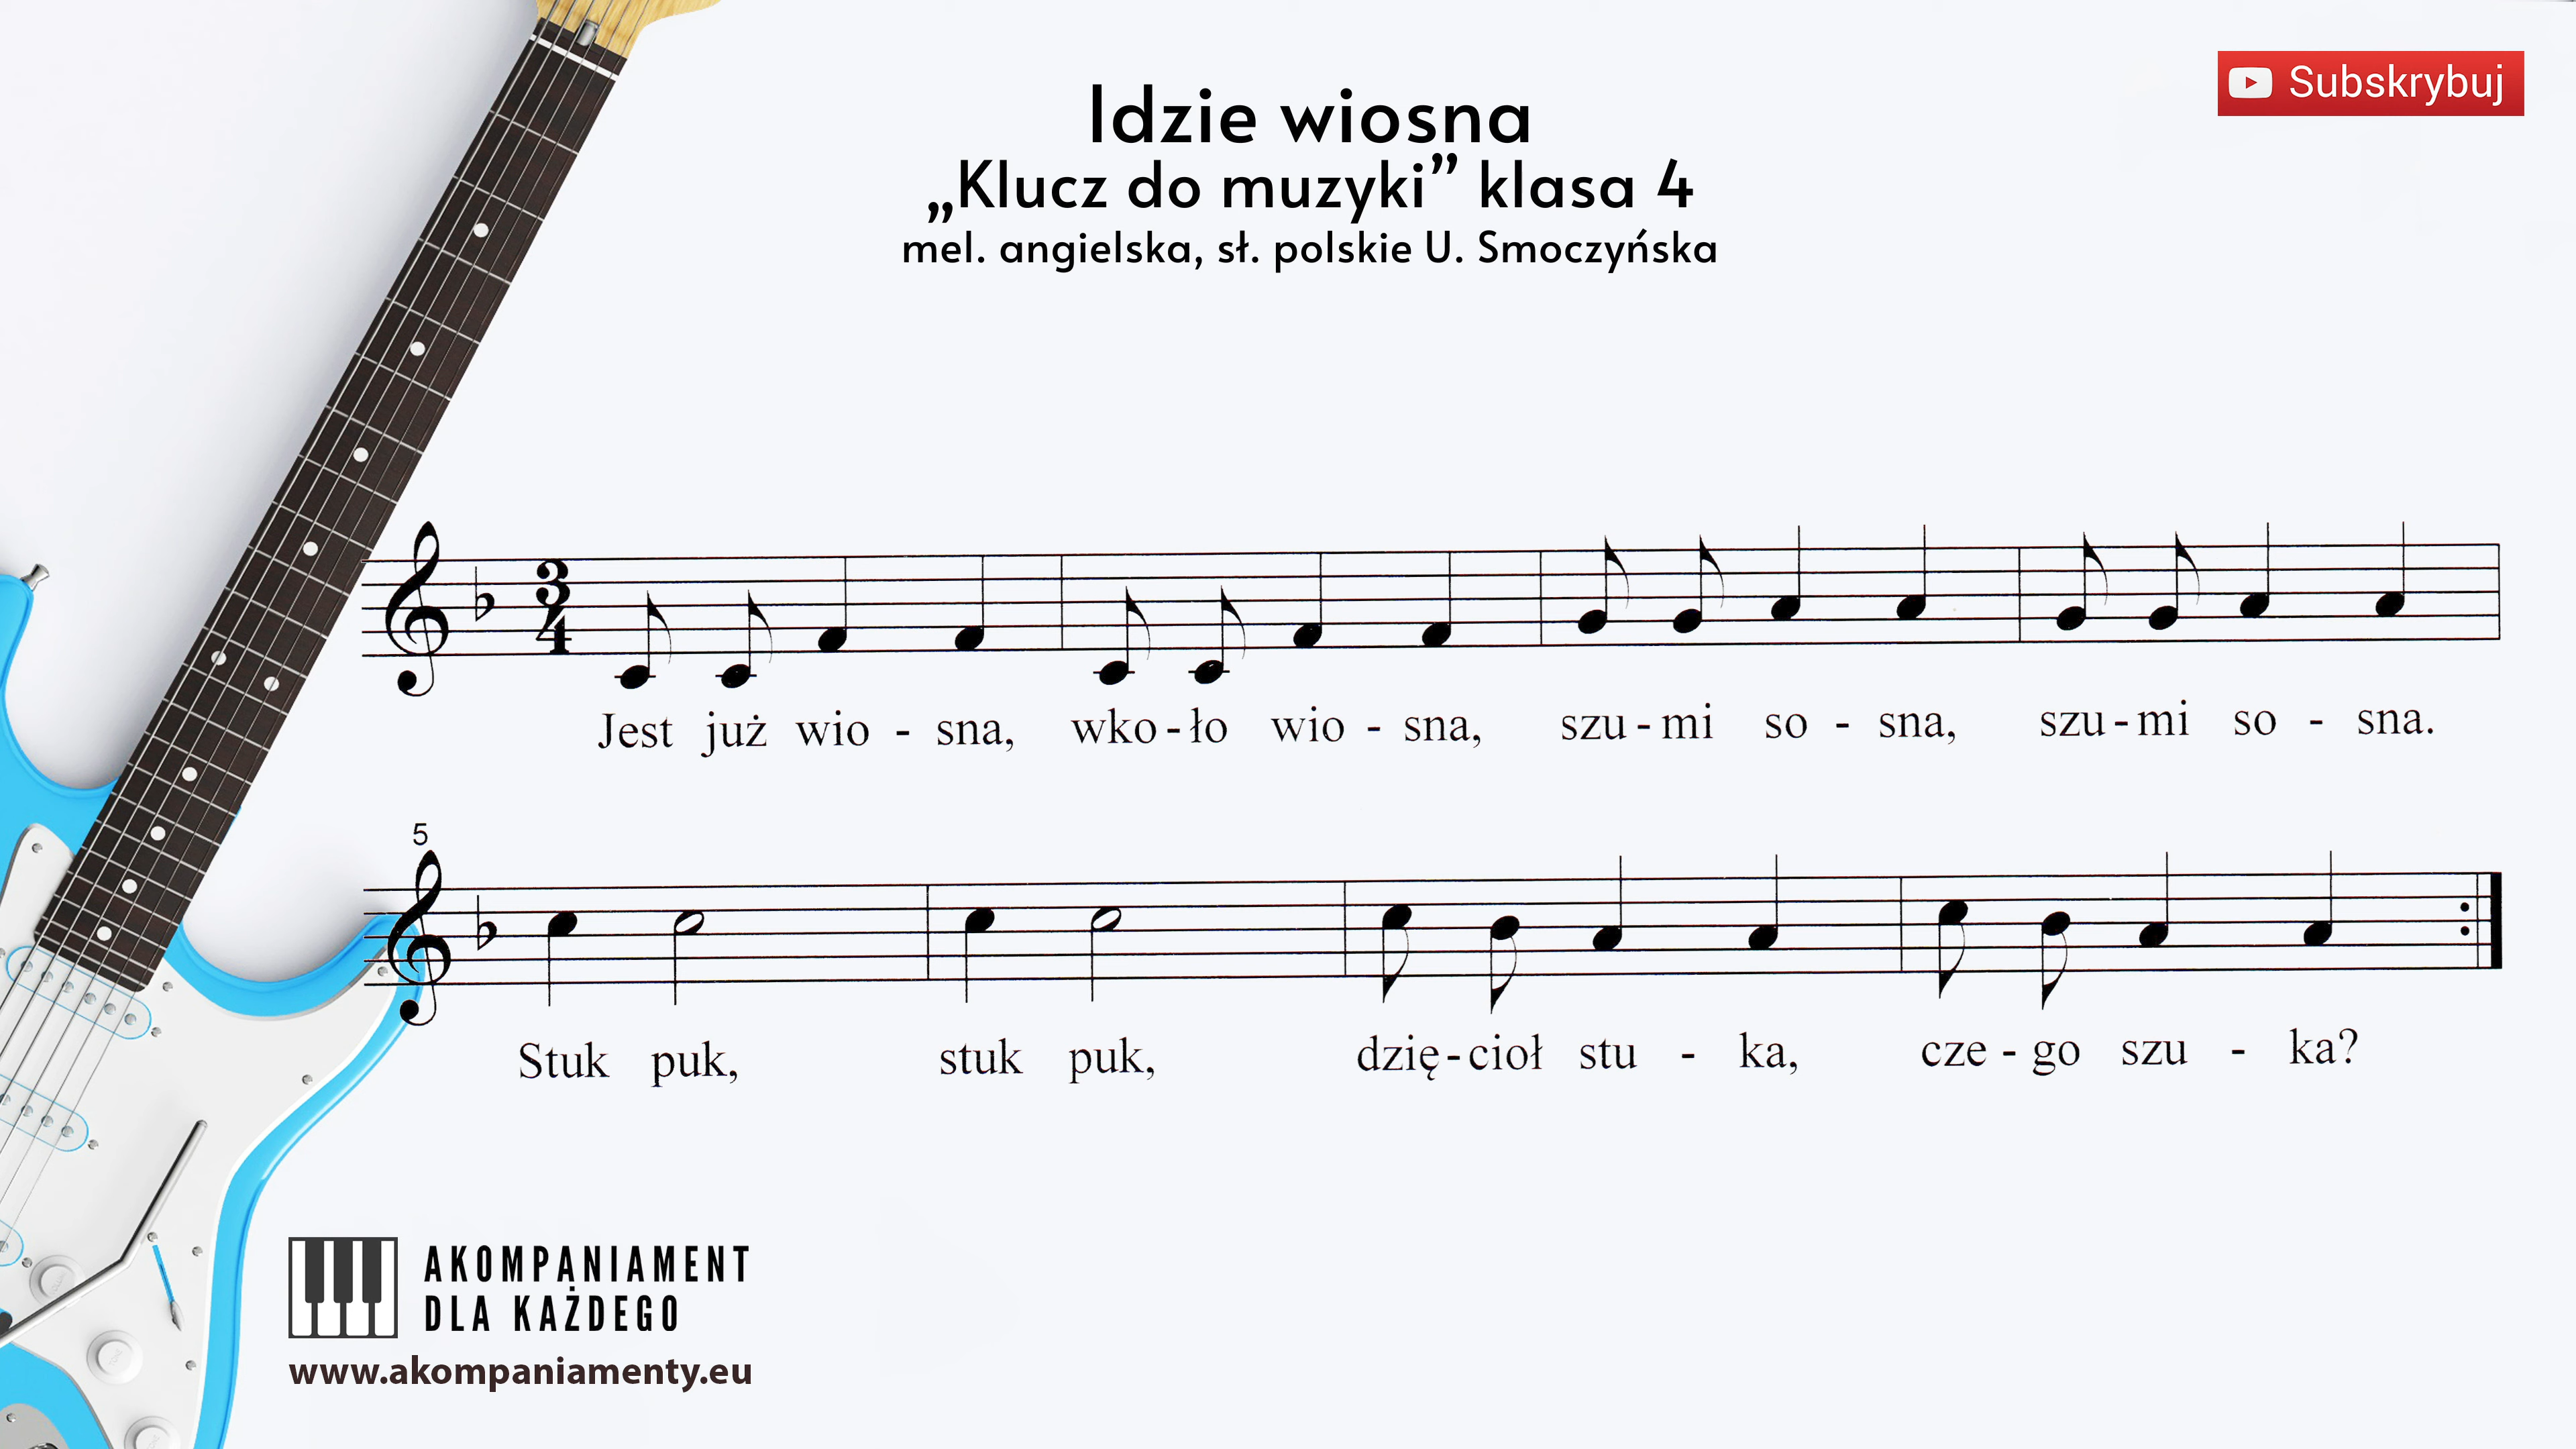 Subskrybuj
Idzie wiosna
„Klucz do muzyki” klasa 4
mel. angielska, sł. polskie U. Smoczyńska
3
4
Jest już wio - sna, wko - ło wio - sna, szu - mi so - sna, szu - mi so - sna.
5
Stuk puk, stuk puk, dzię - cioł stu - ka, cze - go szu - ka?
AKOMPANIAMENT
DLA KAŻDEGO
www.akompaniamenty.eu